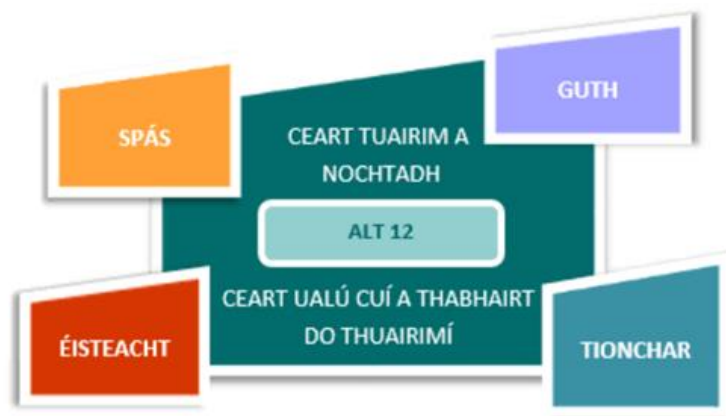 SPÁS
GUTH
CEART TUAIRIM A
NOCHTADH
ALT 12
CEART UALÚ CUÍ A THABHAIRT
DO THUAIRIMÍ
ÉISTEACHT
TIONCHAR